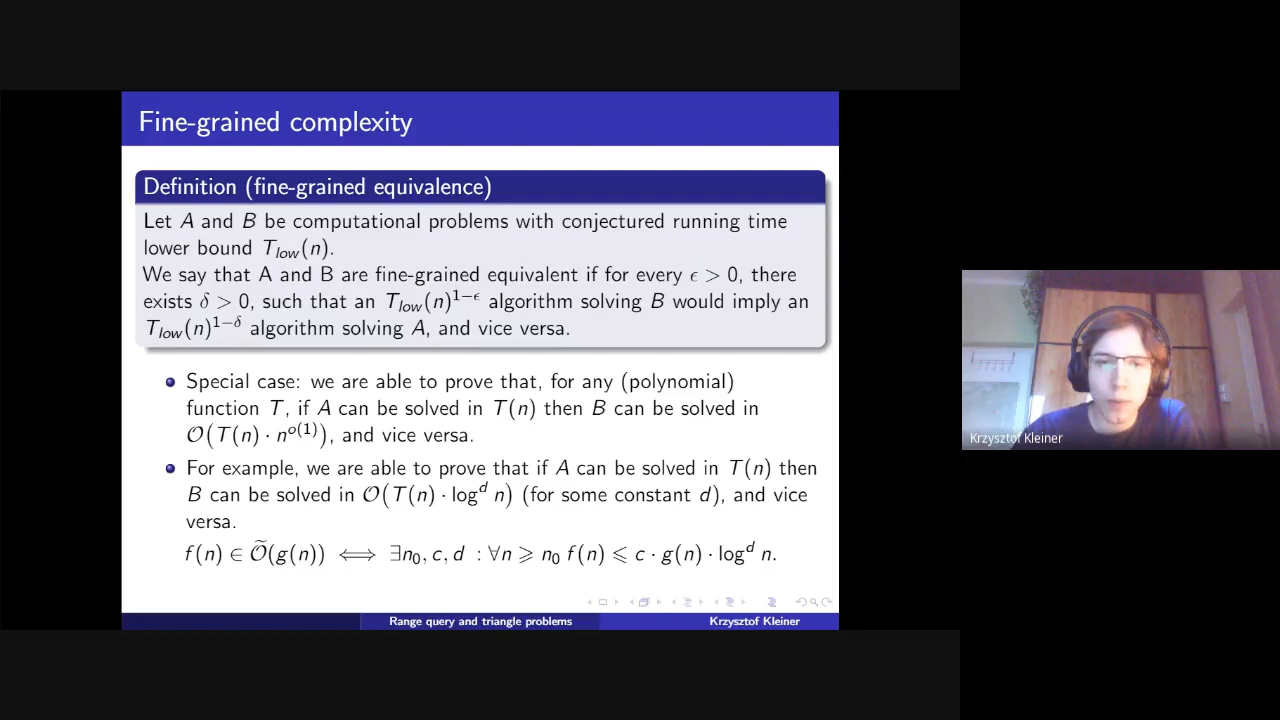 Fine-grained complexity
Definition (fine-grained equivalence)
Let A and B be computational problems with conjectured running time
lower bound T_low(n).
We say that A and B are fine-grained equivalent if for every ϵ > 0, there
exists δ > 0, such that an T_low(n)^{1−ϵ} algorithm solving B would imply an
T_low(n)^{1−δ} algorithm solving A, and vice versa.
Special case: we are able to prove that, for any (polynomial)
function T, if A can be solved in T(n) then B can be solved in
O(T(n) · n^{o(1)}), and vice versa.
For example, we are able to prove that if A can be solved in T(n) then
B can be solved in O(T(n) · log^d n) (for some constant d), and vice
versa.
f(n) ∈ Õ(g(n)) ⟺ ∃n₀, c, d : ∀n ⩾ n₀ f(n) ⩽ c · g(n) · log^d n.
Range query and triangle problems
Krzysztof Kleiner
Krzysztof Kleiner